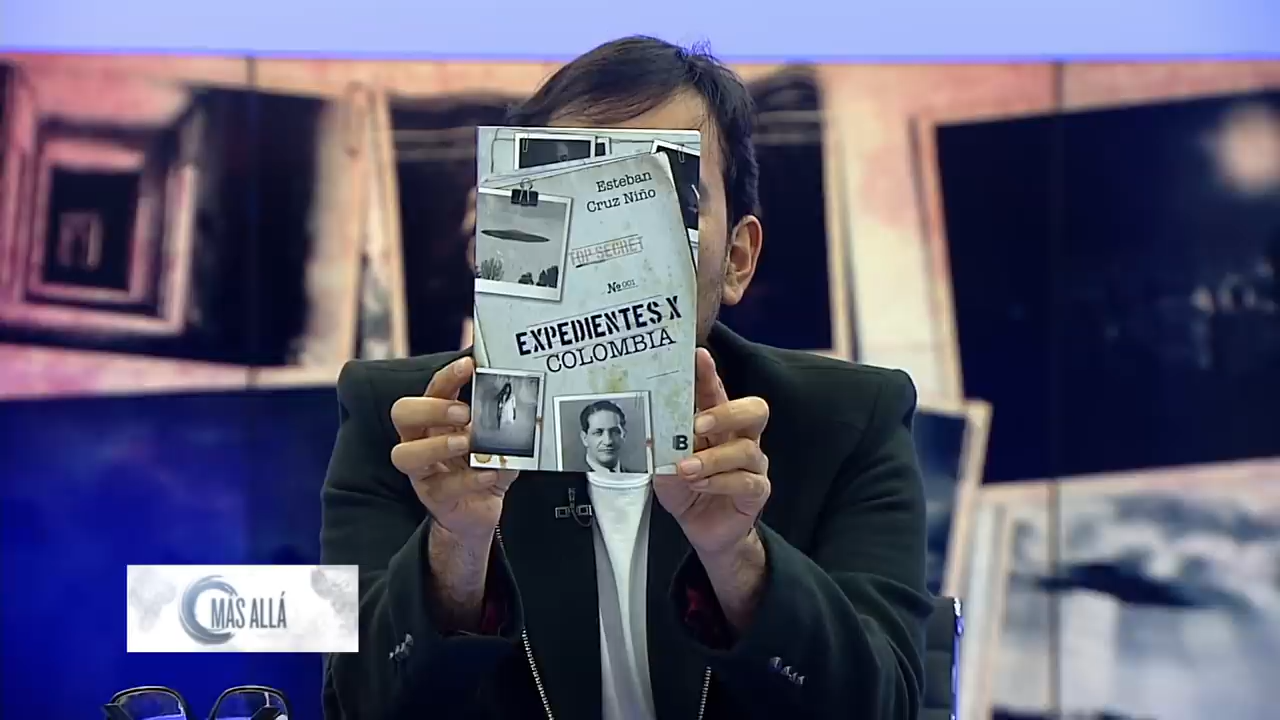 Esteban
Cruz Niño
TOP SECRET
Nº 001
EXPEDIENTES X
COLOMBIA
B
MÁS ALLÁ